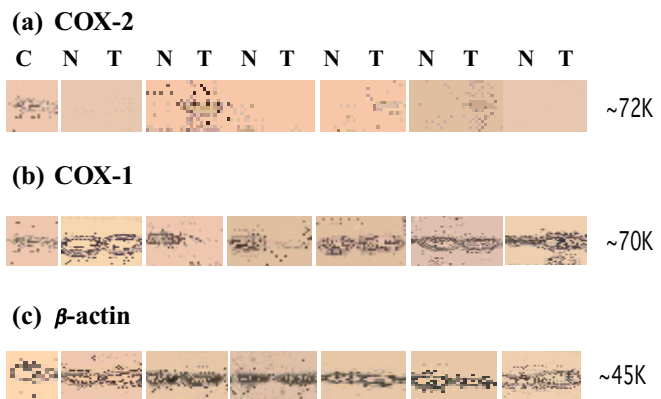 (a) COX-2
C N T N T N T N T N T N T
~72K
(b) COX-1
~70K
(c) β-actin
~45K